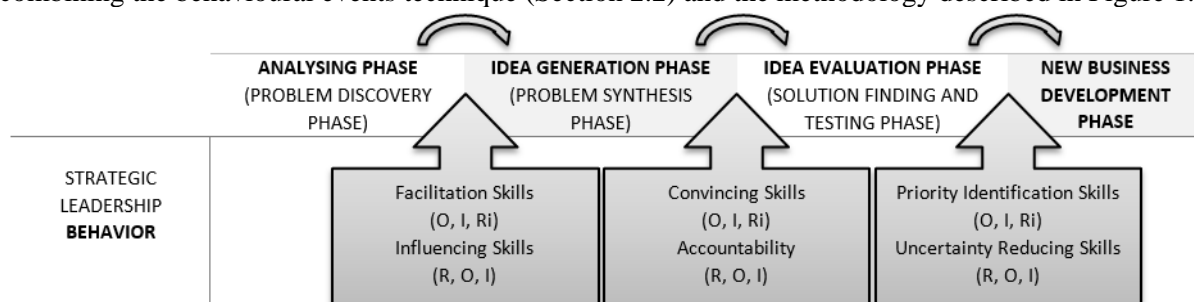 combining the behavioural events technique (Section 2.2) and the methodology described in Figure 1.
ANALYSING PHASE
(PROBLEM DISCOVERY
PHASE)
IDEA GENERATION PHASE
(PROBLEM SYNTHESIS
PHASE)
IDEA EVALUATION PHASE
(SOLUTION FINDING AND
TESTING PHASE)
NEW BUSINESS
DEVELOPMENT
PHASE
STRATEGIC
LEADERSHIP
BEHAVIOR
Facilitation Skills
(O, I, Ri)
Influencing Skills
(R, O, I)
Convincing Skills
(O, I, Ri)
Accountability
(R, O, I)
Priority Identification Skills
(O, I, Ri)
Uncertainty Reducing Skills
(R, O, I)